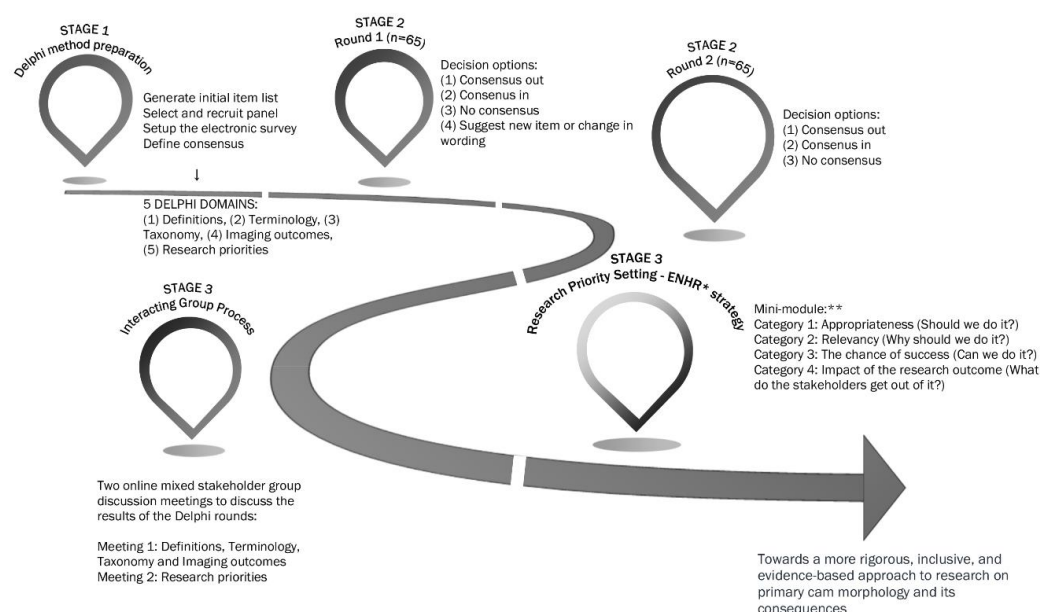 STAGE 1
Delphi method preparation
Generate initial item list
Select and recruit panel
Setup the electronic survey
Define consensus
↓
5 DELPHI DOMAINS:
(1) Definitions, (2) Terminology, (3)
Taxonomy, (4) Imaging outcomes,
(5) Research priorities
STAGE 2
Round 1 (n=65)
Decision options:
(1) Consensus out
(2) Consenus in
(3) No consensus
(4) Suggest new item or change in
wording
STAGE 2
Round 2 (n=65)
Decision options:
(1) Consensus out
(2) Consenus in
(3) No consensus
STAGE 3
Interacting Group Process
Two online mixed stakeholder group
discussion meetings to discuss the
results of the Delphi rounds:
Meeting 1: Definitions, Terminology,
Taxonomy and Imaging outcomes
Meeting 2: Research priorities
STAGE 3
Research Priority Setting - ENHR* strategy
Mini-module:**
Category 1: Appropriateness (Should we do it?)
Category 2: Relevancy (Why should we do it?)
Category 3: The chance of success (Can we do it?)
Category 4: Impact of the research outcome (What
do the stakeholders get out of it?)
Towards a more rigorous, inclusive, and
evidence-based approach to research on
primary cam morphology and its
consequences